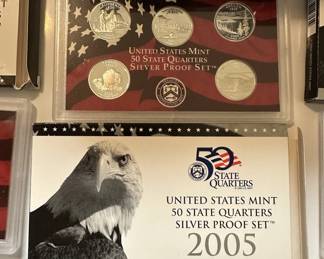 UNITED STATES MINT
50 STATE QUARTERS
SILVER PROOF SET™
50
STATE
QUARTERS
UNITED STATES MINT
50 STATE QUARTERS
SILVER PROOF SET™
2005